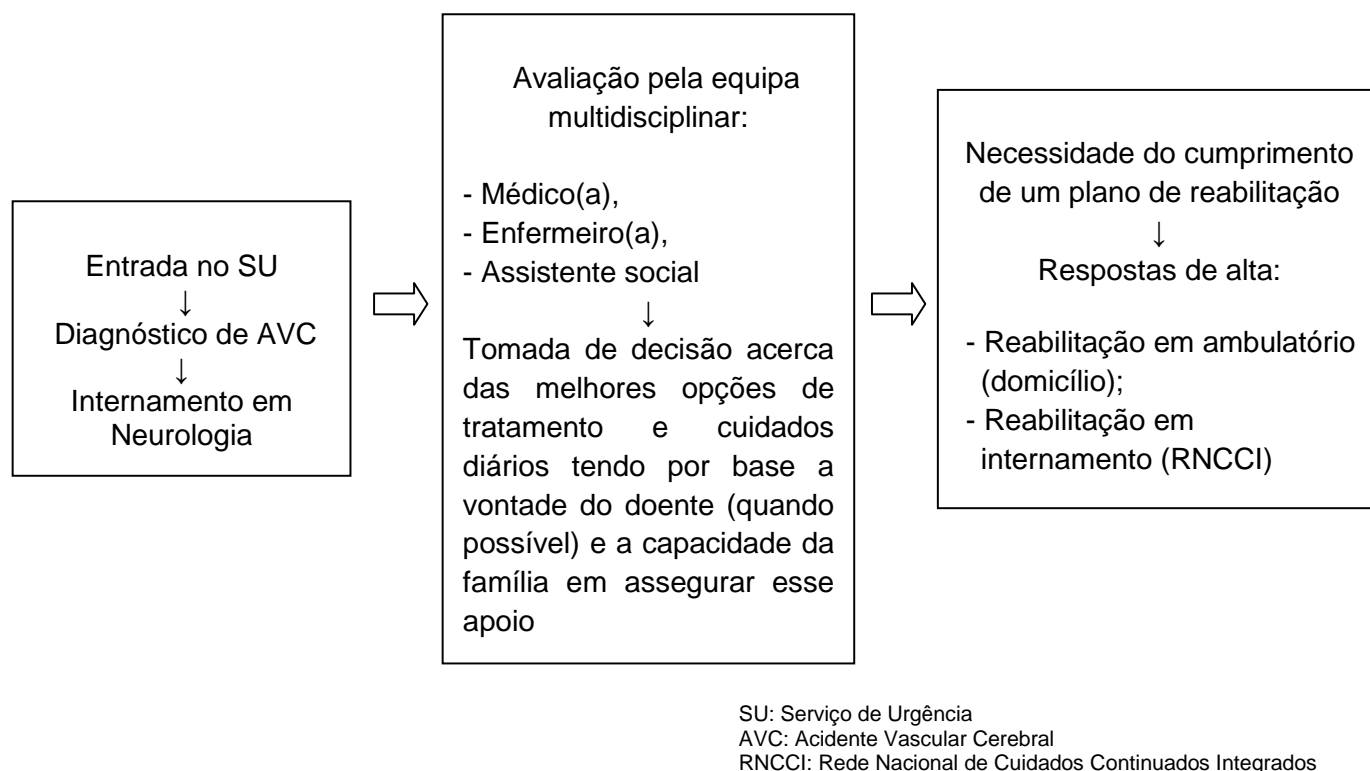 Entrada no SU
↓
Diagnóstico de AVC
↓
Internamento em
Neurologia
Avaliação pela equipa
multidisciplinar:
- Médico(a),
- Enfermeiro(a),
- Assistente social
↓
Tomada de decisão acerca
das melhores opções de
tratamento e cuidados
diários tendo por base a
vontade do doente (quando
possível) e a capacidade da
família em assegurar esse
apoio
Necessidade do cumprimento
de um plano de reabilitação
↓
Respostas de alta:
- Reabilitação em ambulatório
(domicílio);
- Reabilitação em
internamento (RNCCI)
SU: Serviço de Urgência
AVC: Acidente Vascular Cerebral
RNCCI: Rede Nacional de Cuidados Continuados Integrados